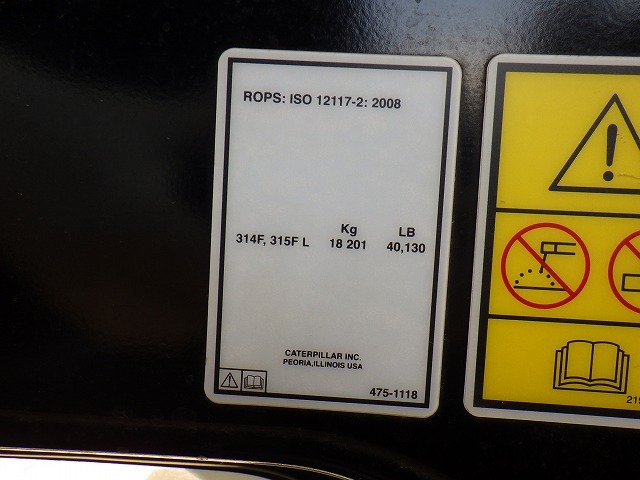 ROPS: ISO 12117-2: 2008
Kg LB
314F, 315F L 18 201 40,130
CATERPILLAR INC.
PEORIA,ILLINOIS USA
475-1118